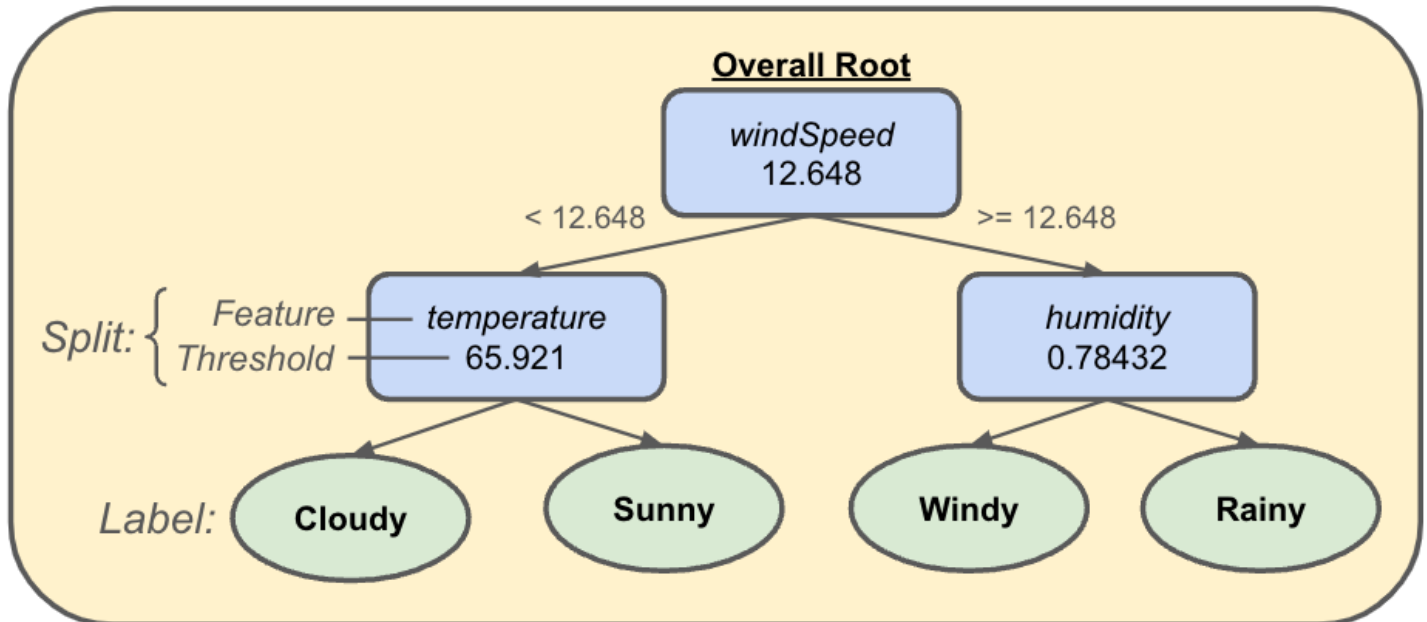 Overall Root
windSpeed
12.648
< 12.648
>= 12.648
Split:
Feature
Threshold
temperature
65.921
humidity
0.78432
Label:
Cloudy
Sunny
Windy
Rainy